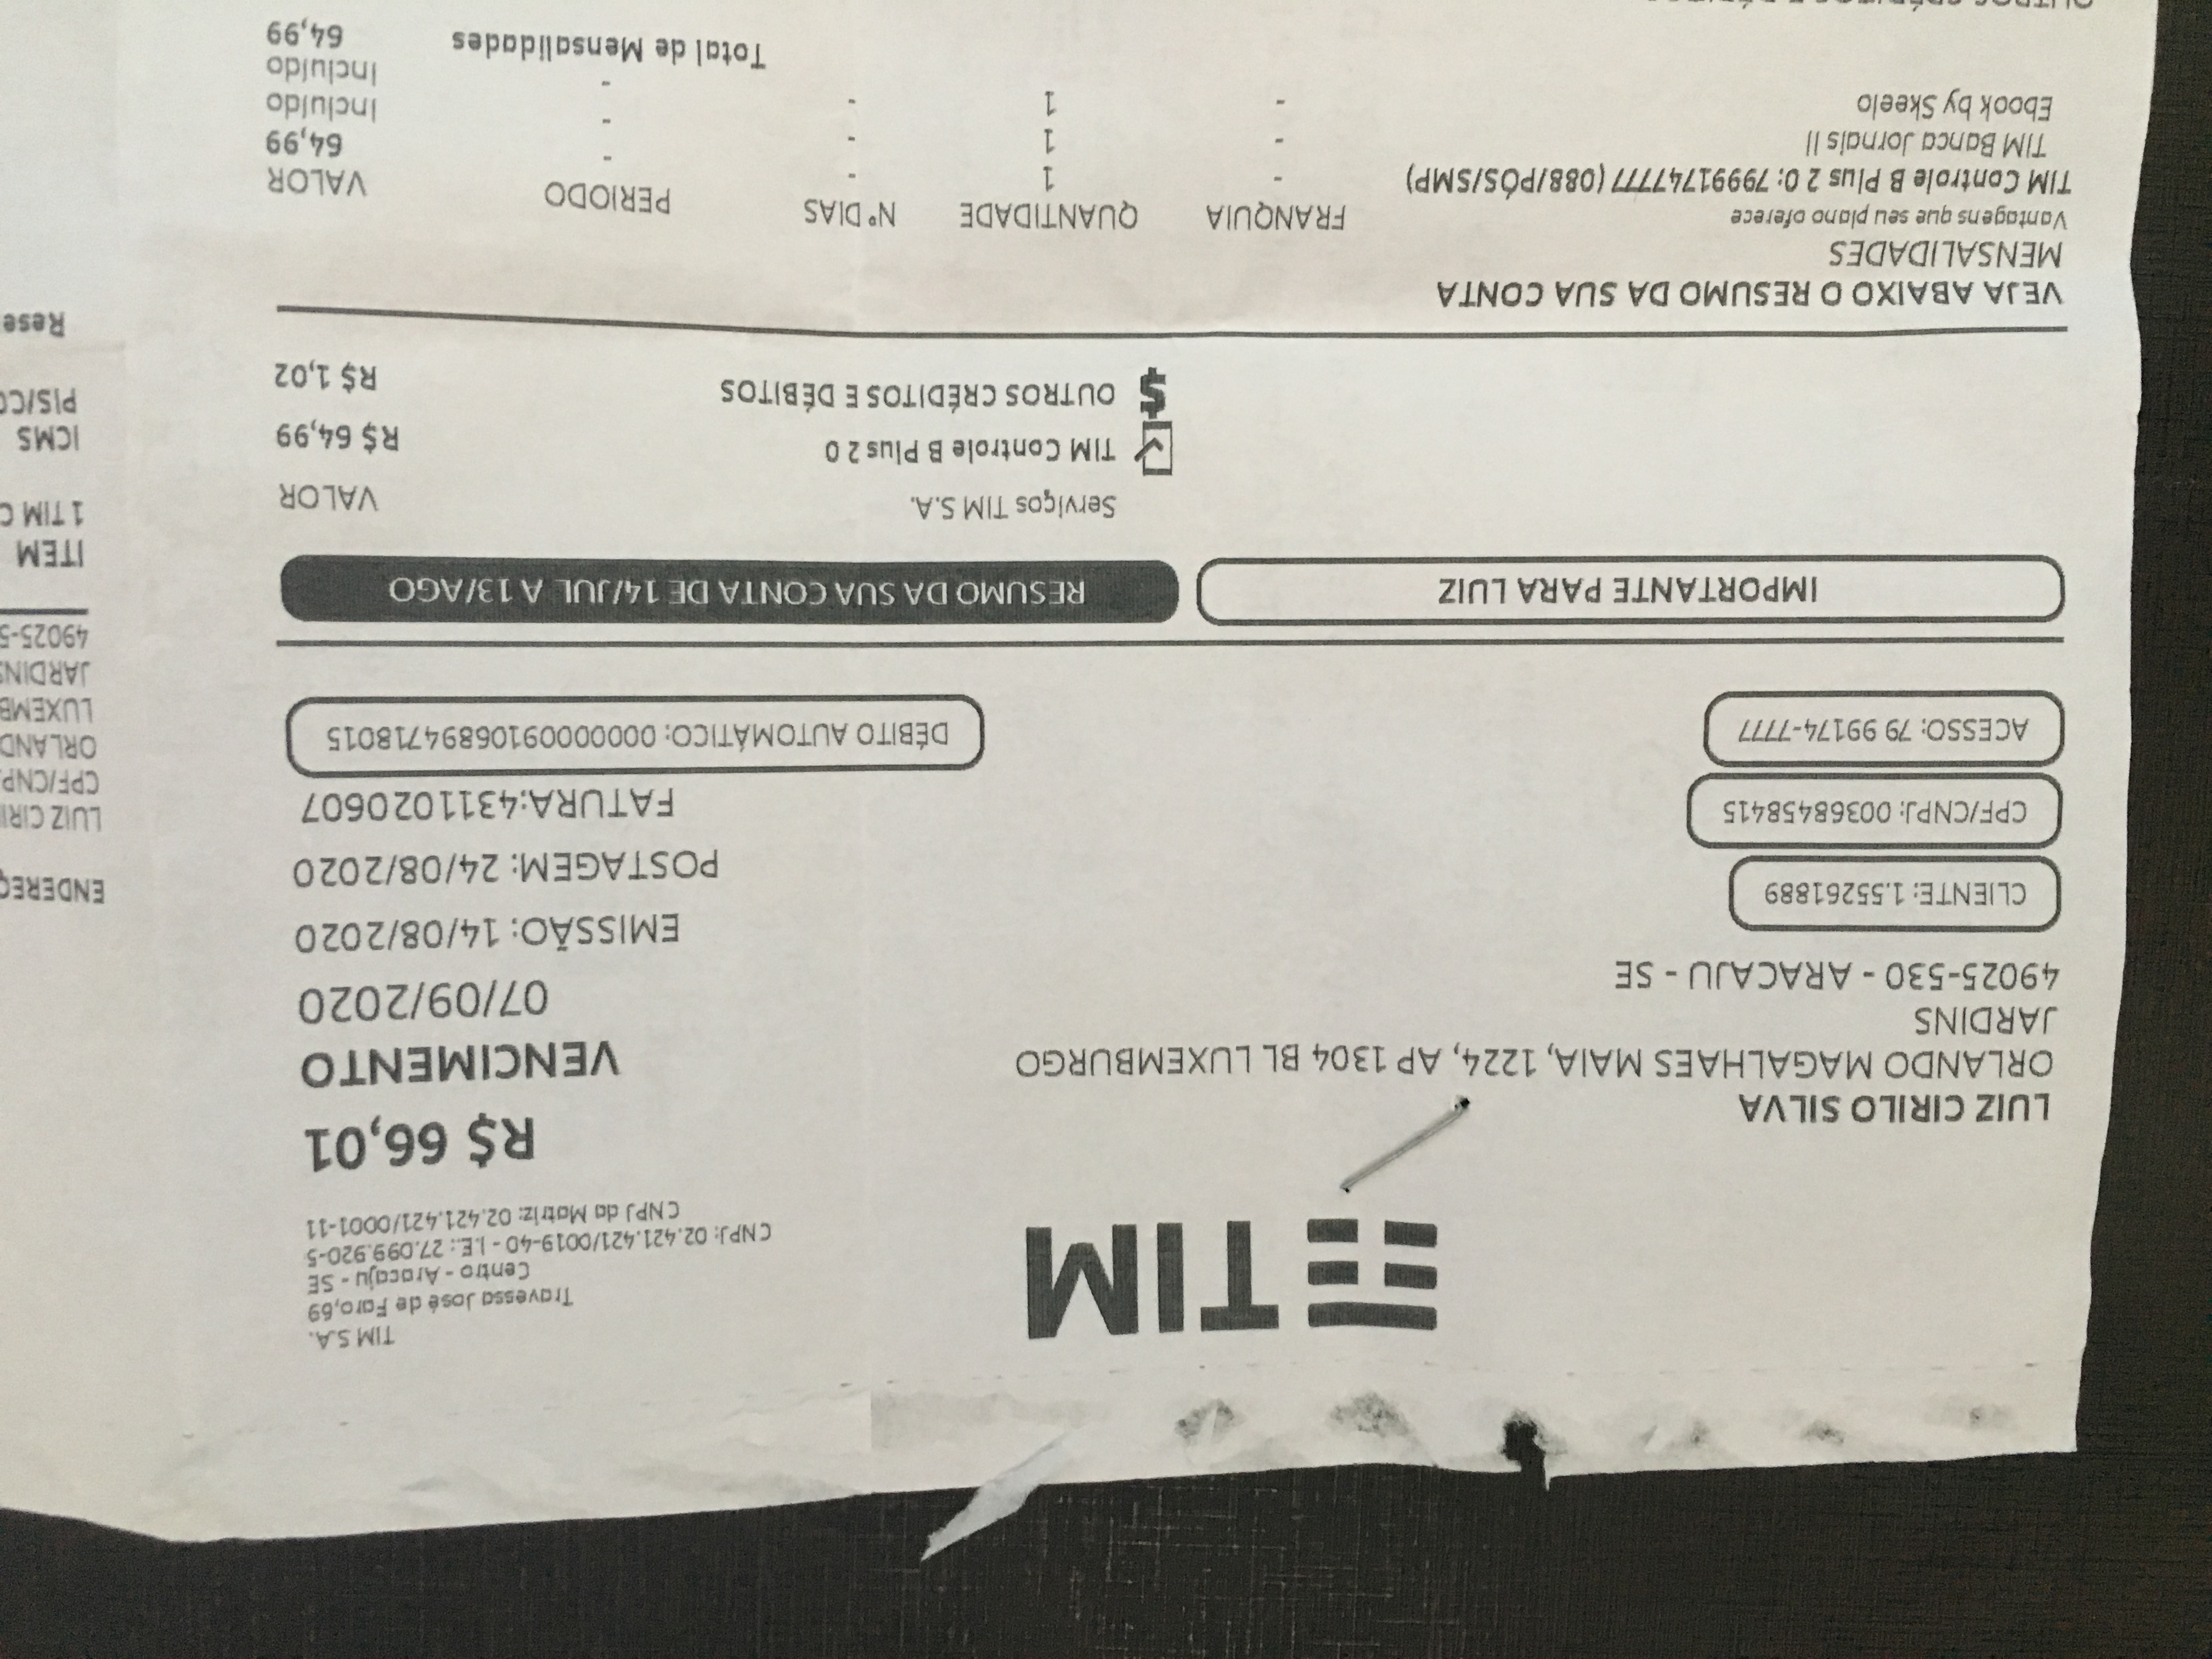 TIM
TIM S.A.
Travessa José de Faro,69
Centro - Aracaju - SE
CNPJ: 02.421.421/0019-40 - I.E.: 27.099.920-5
CNPJ da Matriz: 02.421.421/0001-11
R$ 66,01
VENCIMENTO
07/09/2020
EMISSÃO: 14/08/2020
POSTAGEM: 24/08/2020
FATURA:4311020607
DÉBITO AUTOMÁTICO: 00000009106894718015
LUIZ CIRILO SILVA
ORLANDO MAGALHAES MAIA, 1224, AP 1304 BL LUXEMBURGO
JARDINS
49025-530 - ARACAJU - SE
CLIENTE: 1.55261889
CPF/CNPJ: 00368458415
ACESSO: 79 99174-7777
IMPORTANTE PARA LUIZ
RESUMO DA SUA CONTA DE 14/JUL A 13/AGO
Serviços TIM S.A. VALOR
TIM Controle B Plus 2 0 R$ 64,99
$ OUTROS CRÉDITOS E DÉBITOS R$ 1,02
VEJA ABAIXO O RESUMO DA SUA CONTA
MENSALIDADES FRANQUIA QUANTIDADE Nº DIAS PERIODO VALOR
Vantagens que seu plano oferece
TIM Controle B Plus 2 0: 79991747777 (088/PÓS/SMP) - 1 - - 64,99
TIM Banca Jornais II - 1 - - Incluído
Ebook by Skeelo - 1 - - Incluído
Total de Mensalidades 64,99
ENDEREÇ
LUIZ CIRI
CPF/CNP
ORLAND
LUXEMB
JARDINS
49025-5
ITEM
1 TIM C
ICMS
PIS/CO
Rese